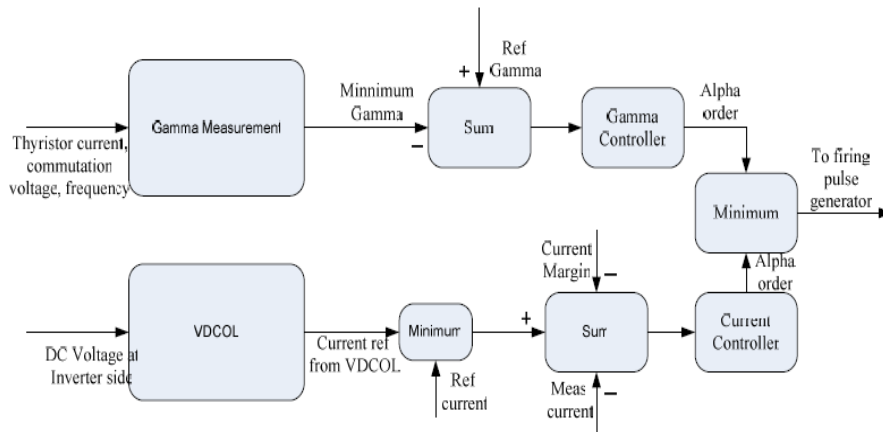 Gamma Measurement
Thyristor current,
commutation
voltage, frequency
Minnimum
Gamma
−
+
Ref
Gamma
Sum
Gamma
Controller
Alpha
order
Minimum
To firing
pulse
generator
VDCOL
DC Voltage at
Inverter side
Current ref
from VDCOL
Minimum
Ref
current
+
Current
Margin
−
Sum
Meas
current
−
Current
Controller
Alpha
order